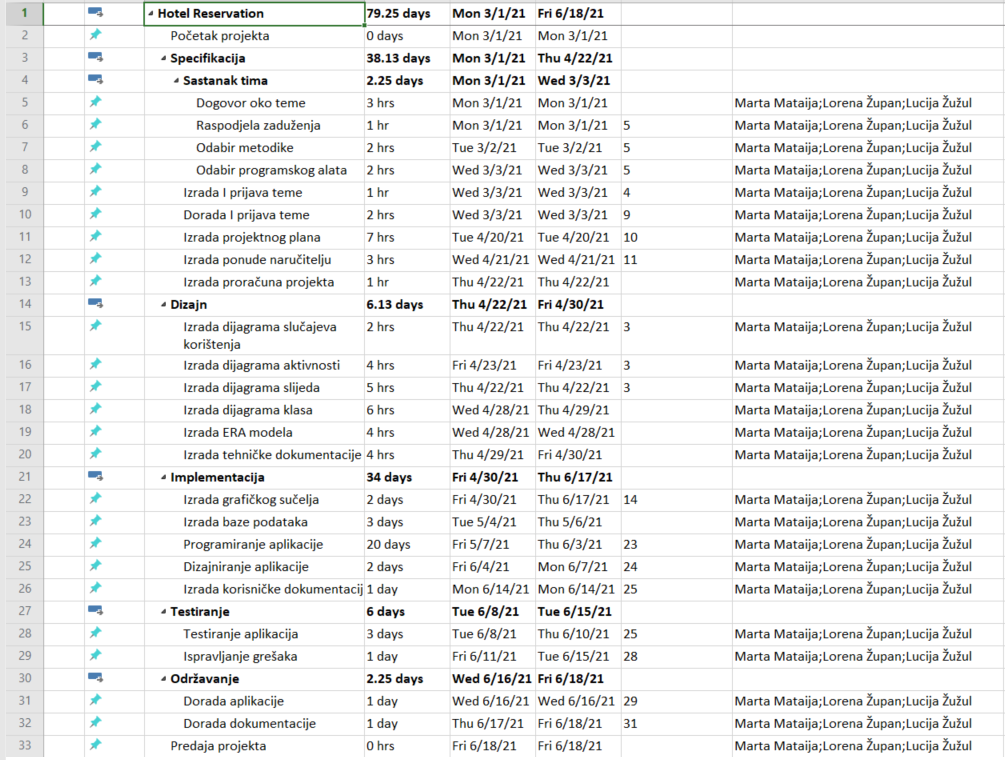 1 Hotel Reservation 79.25 days Mon 3/1/21 Fri 6/18/21
2 Početak projekta 0 days Mon 3/1/21 Mon 3/1/21
3 Specifikacija 38.13 days Mon 3/1/21 Thu 4/22/21
4 Sastanak tima 2.25 days Mon 3/1/21 Wed 3/3/21
5 Dogovor oko teme 3 hrs Mon 3/1/21 Mon 3/1/21 Marta Mataija;Lorena Župan;Lucija Žužul
6 Raspodjela zaduženja 1 hr Mon 3/1/21 Mon 3/1/21 5 Marta Mataija;Lorena Župan;Lucija Žužul
7 Odabir metodike 2 hrs Tue 3/2/21 Tue 3/2/21 5 Marta Mataija;Lorena Župan;Lucija Žužul
8 Odabir programskog alata 2 hrs Wed 3/3/21 Wed 3/3/21 5 Marta Mataija;Lorena Župan;Lucija Žužul
9 Izrada I prijava teme 1 hr Wed 3/3/21 Wed 3/3/21 4 Marta Mataija;Lorena Župan;Lucija Žužul
10 Dorada I prijava teme 2 hrs Wed 3/3/21 Wed 3/3/21 9 Marta Mataija;Lorena Župan;Lucija Žužul
11 Izrada projektnog plana 7 hrs Tue 4/20/21 Tue 4/20/21 10 Marta Mataija;Lorena Župan;Lucija Žužul
12 Izrada ponude naručitelju 3 hrs Wed 4/21/21 Wed 4/21/21 11 Marta Mataija;Lorena Župan;Lucija Žužul
13 Izrada proračuna projekta 1 hr Thu 4/22/21 Thu 4/22/21 Marta Mataija;Lorena Župan;Lucija Žužul
14 Dizajn 6.13 days Thu 4/22/21 Fri 4/30/21
15 Izrada dijagrama slučajeva 2 hrs Thu 4/22/21 Thu 4/22/21 3 Marta Mataija;Lorena Župan;Lucija Žužul
korištenja
16 Izrada dijagrama aktivnosti 4 hrs Fri 4/23/21 Fri 4/23/21 3 Marta Mataija;Lorena Župan;Lucija Žužul
17 Izrada dijagrama slijeda 5 hrs Thu 4/22/21 Thu 4/22/21 3 Marta Mataija;Lorena Župan;Lucija Žužul
18 Izrada dijagrama klasa 6 hrs Wed 4/28/21 Thu 4/29/21 Marta Mataija;Lorena Župan;Lucija Žužul
19 Izrada ERA modela 4 hrs Wed 4/28/21 Wed 4/28/21 Marta Mataija;Lorena Župan;Lucija Žužul
20 Izrada tehničke dokumentacije 4 hrs Thu 4/29/21 Fri 4/30/21 Marta Mataija;Lorena Župan;Lucija Žužul
21 Implementacija 34 days Fri 4/30/21 Thu 6/17/21
22 Izrada grafičkog sučelja 2 days Fri 4/30/21 Thu 6/17/21 14 Marta Mataija;Lorena Župan;Lucija Žužul
23 Izrada baze podataka 3 days Tue 5/4/21 Thu 5/6/21 Marta Mataija;Lorena Župan;Lucija Žužul
24 Programiranje aplikacije 20 days Fri 5/7/21 Thu 6/3/21 23 Marta Mataija;Lorena Župan;Lucija Žužul
25 Dizajniranje aplikacije 2 days Fri 6/4/21 Mon 6/7/21 24 Marta Mataija;Lorena Župan;Lucija Žužul
26 Izrada korisničke dokumentacij 1 day Mon 6/14/21 Mon 6/14/21 25 Marta Mataija;Lorena Župan;Lucija Žužul
27 Testiranje 6 days Tue 6/8/21 Tue 6/15/21
28 Testiranje aplikacija 3 days Tue 6/8/21 Thu 6/10/21 25 Marta Mataija;Lorena Župan;Lucija Žužul
29 Ispravljanje grešaka 1 day Fri 6/11/21 Tue 6/15/21 28 Marta Mataija;Lorena Župan;Lucija Žužul
30 Održavanje 2.25 days Wed 6/16/21 Fri 6/18/21
31 Dorada aplikacije 1 day Wed 6/16/21 Wed 6/16/21 29 Marta Mataija;Lorena Župan;Lucija Žužul
32 Dorada dokumentacije 1 day Thu 6/17/21 Fri 6/18/21 31 Marta Mataija;Lorena Župan;Lucija Žužul
33 Predaja projekta 0 hrs Fri 6/18/21 Fri 6/18/21 Marta Mataija;Lorena Župan;Lucija Žužul